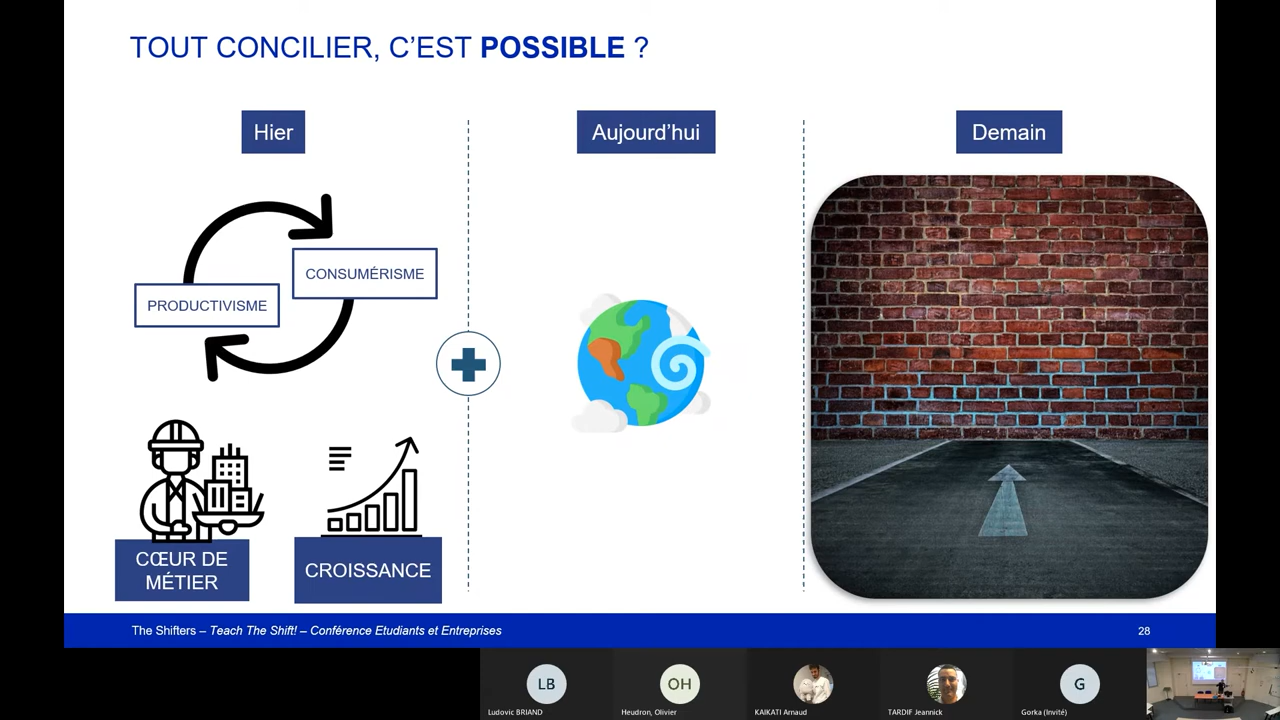 TOUT CONCILIER, C'EST POSSIBLE ?
Hier
Aujourd'hui
Demain
CONSUMÉRISME
PRODUCTIVISME
CŒUR DE
MÉTIER
CROISSANCE
The Shifters – Teach The Shift! – Conférence Etudiants et Entreprises
28
LB
OH
G
Ludovic BRIAND
Heudron, Olivier
KAIKATI Arnaud
TARDIF Jeannick
Gorka (Invité)